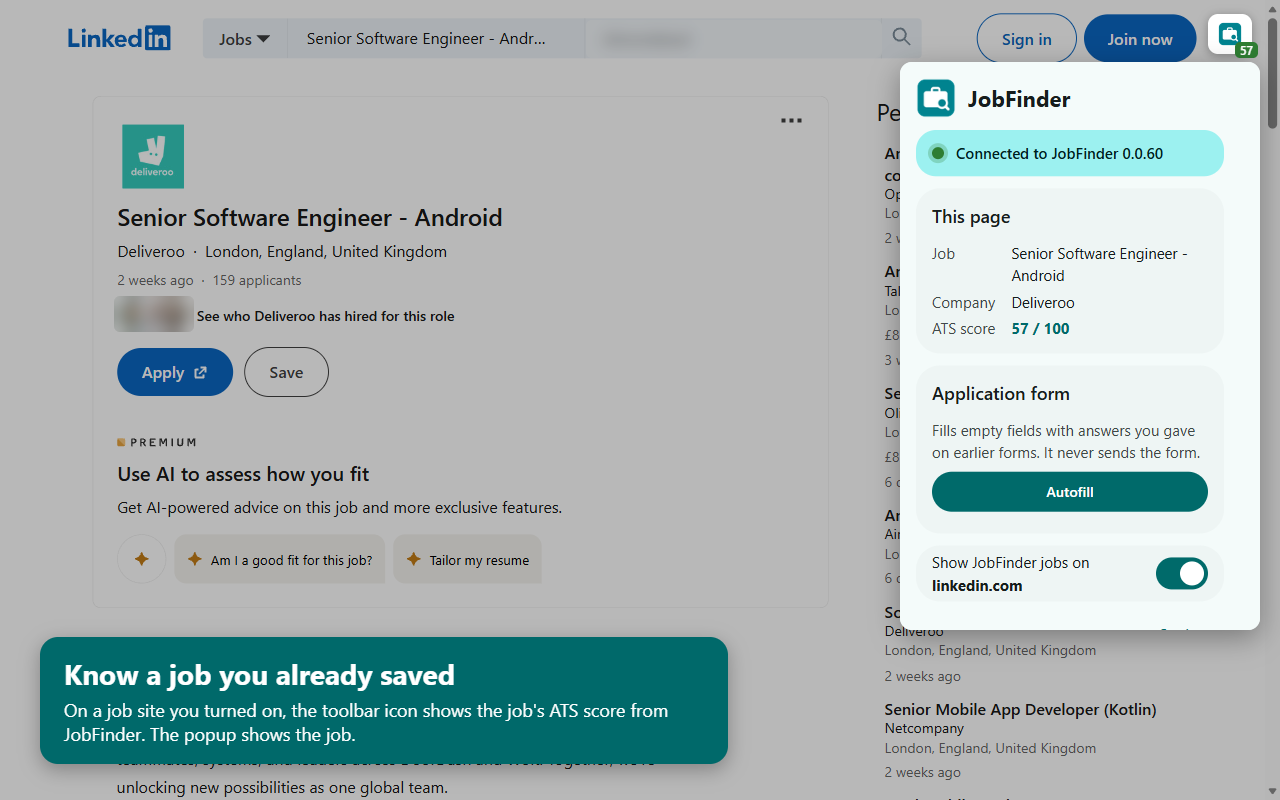 LinkedIn
Jobs
Senior Software Engineer - Andr...
Sign in
Join now
57
deliveroo
Senior Software Engineer - Android
Deliveroo · London, England, United Kingdom
2 weeks ago · 159 applicants
See who Deliveroo has hired for this role
Apply
Save
PREMIUM
Use AI to assess how you fit
Get AI-powered advice on this job and more exclusive features.
Am I a good fit for this job?
Tailor my resume
Know a job you already saved
On a job site you turned on, the toolbar icon shows the job's ATS score from
JobFinder. The popup shows the job.
unlocking new possibilities as one global team.
JobFinder
Connected to JobFinder 0.0.60
This page
Job
Senior Software Engineer -
Android
Company
Deliveroo
ATS score
57 / 100
Application form
Fills empty fields with answers you gave
on earlier forms. It never sends the form.
Autofill
Show JobFinder jobs on
linkedin.com
Deliveroo
London, England, United Kingdom
2 weeks ago
Senior Mobile App Developer (Kotlin)
Netcompany
London, England, United Kingdom
2 weeks ago